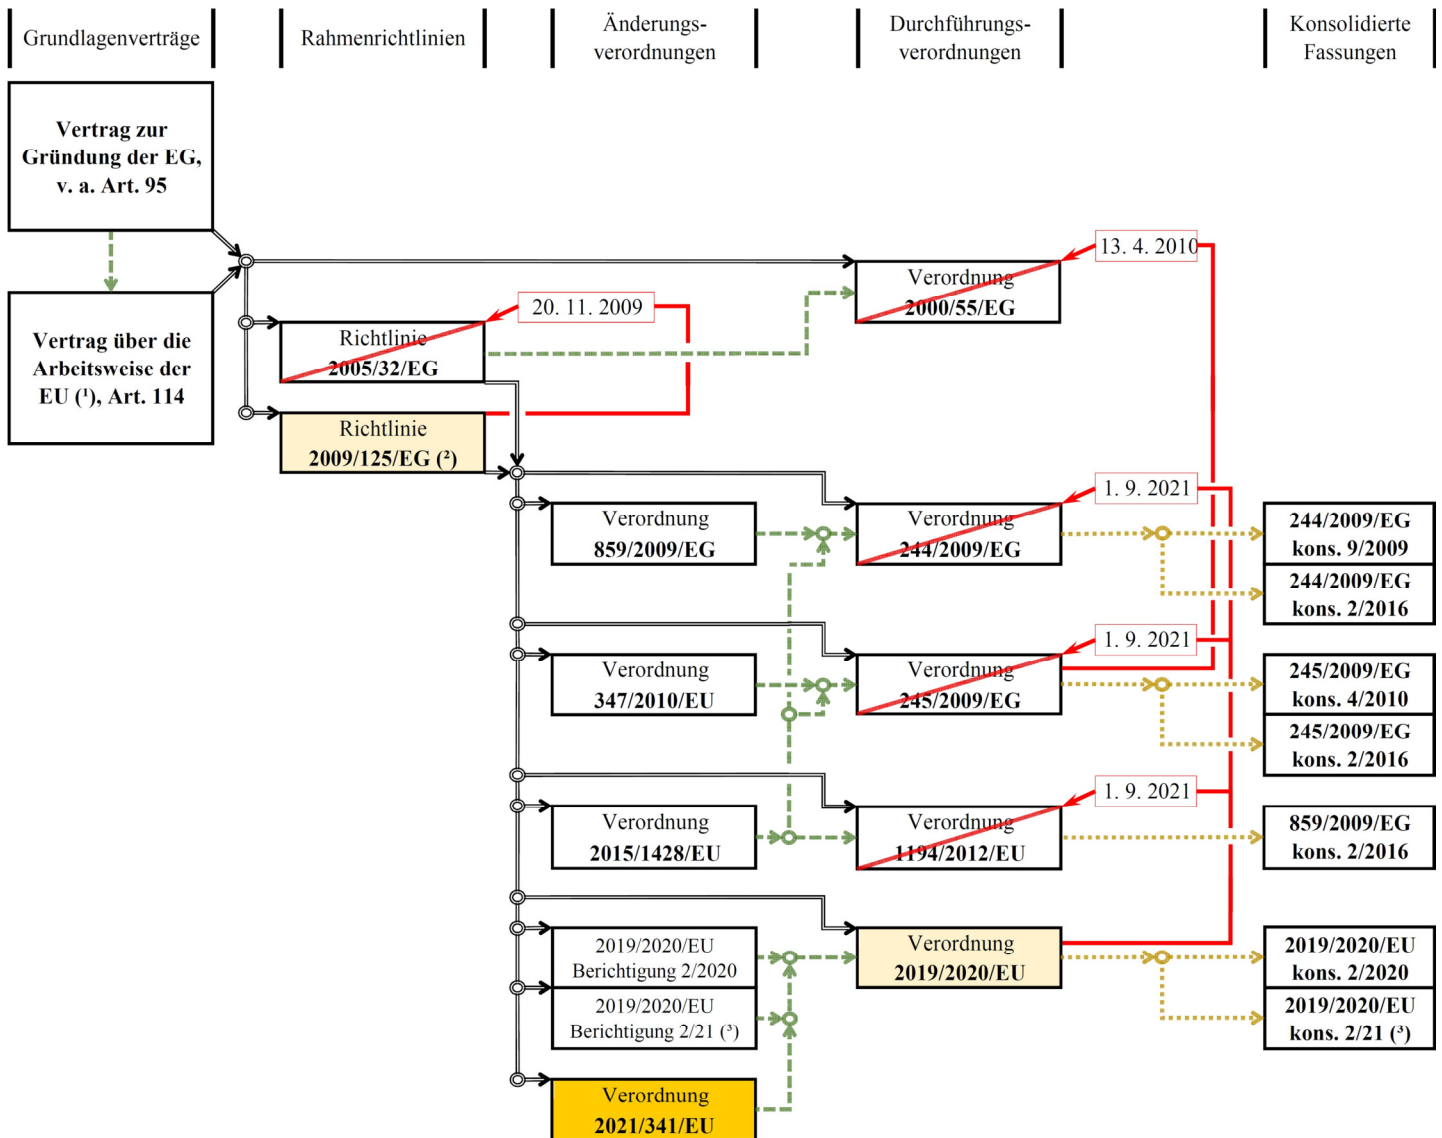 Grundlagenverträge
Rahmenrichtlinien
Änderungs-
verordnungen
Durchführungs-
verordnungen
Konsolidierte
Fassungen
Vertrag zur
Gründung der EG,
v. a. Art. 95
13. 4. 2010
Verordnung
2000/55/EG
Vertrag über die
Arbeitsweise der
EU (¹), Art. 114
20. 11. 2009
Richtlinie
2005/32/EG
Richtlinie
2009/125/EG (²)
1. 9. 2021
Verordnung
859/2009/EG
Verordnung
244/2009/EG
244/2009/EG
kons. 9/2009
244/2009/EG
kons. 2/2016
1. 9. 2021
Verordnung
347/2010/EU
Verordnung
245/2009/EG
245/2009/EG
kons. 4/2010
245/2009/EG
kons. 2/2016
1. 9. 2021
Verordnung
2015/1428/EU
Verordnung
1194/2012/EU
859/2009/EG
kons. 2/2016
2019/2020/EU
Berichtigung 2/2020
2019/2020/EU
Berichtigung 2/21 (³)
Verordnung
2019/2020/EU
2019/2020/EU
kons. 2/2020
2019/2020/EU
kons. 2/21 (³)
Verordnung
2021/341/EU